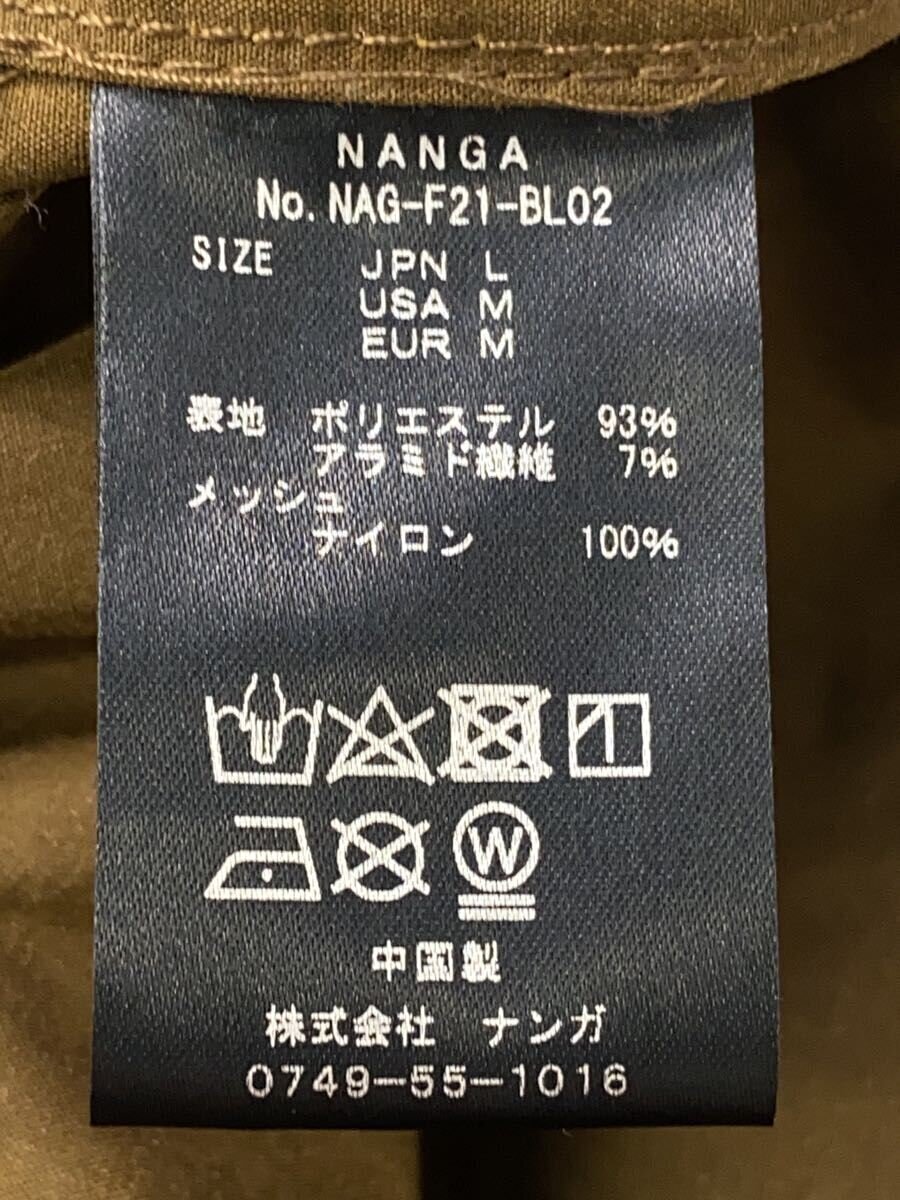 NANGA
No. NAG-F21-BL02
SIZE JPN L
USA M
EUR M
表地 ポリエステル 93%
アラミド繊維 7%
メッシュ
ナイロン 100%
W
中国製
株式会社 ナンガ
0749-55-1016